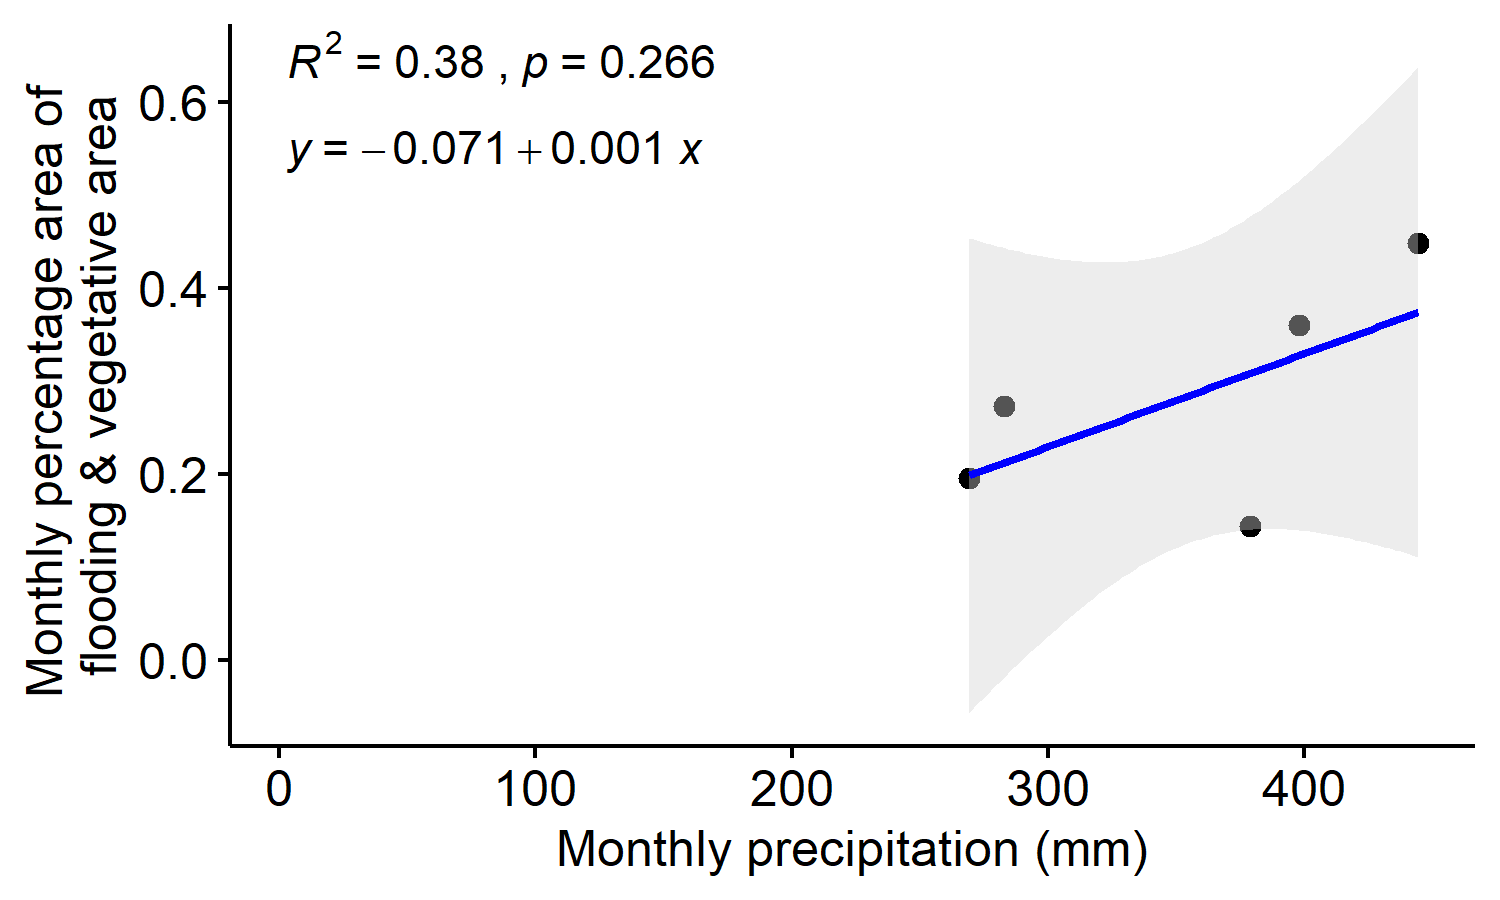 R² = 0.38 , p = 0.266
y = −0.071 + 0.001 x
Monthly percentage area of
flooding & vegetative area
0.6
0.4
0.2
0.0
0 100 200 300 400
Monthly precipitation (mm)